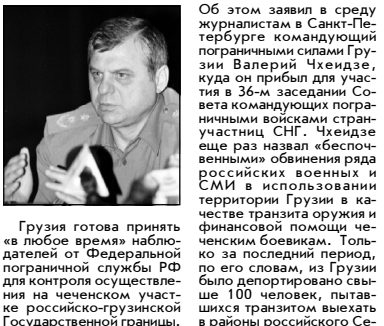 Грузия готова принять
«в любое время» наблю-
дателей от Федеральной
пограничной службы РФ
для контроля осуществле-
ния на чеченском участ-
ке российско-грузинской
Государственной границы.
Об этом заявил в среду
журналистам в Санкт-Пе-
тербурге командующий
пограничными силами Гру-
зии Валерий Чхеидзе,
куда он прибыл для учас-
тия в 36-м заседании Со-
вета командующих погра-
ничными войсками стран-
участниц СНГ. Чхеидзе
еще раз назвал «беспоч-
венными» обвинения ряда
российских военных и
СМИ в использовании
территории Грузии в ка-
честве транзита оружия и
финансовой помощи че-
ченским боевикам. Толь-
ко за последний период,
по его словам, из Грузии
было депортировано свы-
ше 100 человек, пытав-
шихся транзитом выехать
в районы российского Се-